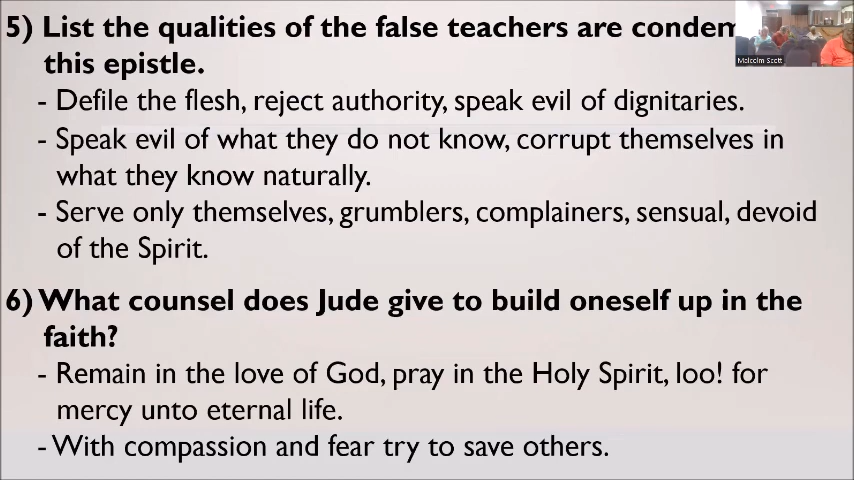 5) List the qualities of the false teachers are condem
this epistle.
- Defile the flesh, reject authority, speak evil of dignitaries.
- Speak evil of what they do not know, corrupt themselves in
what they know naturally.
- Serve only themselves, grumblers, complainers, sensual, devoid
of the Spirit.
6) What counsel does Jude give to build oneself up in the
faith?
- Remain in the love of God, pray in the Holy Spirit, loo! for
mercy unto eternal life.
- With compassion and fear try to save others.
Malcolm Scott